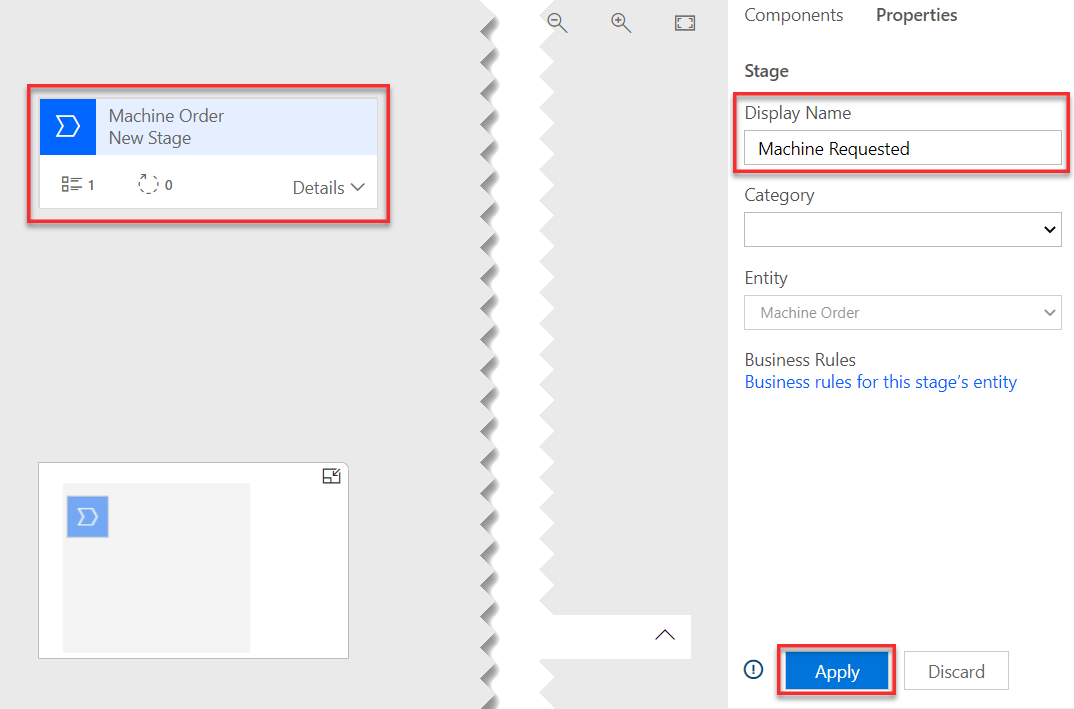 Machine Order
New Stage
1
0
Details
Components
Properties
Stage
Display Name
Machine Requested
Category
Entity
Machine Order
Business Rules
Business rules for this stage’s entity
Apply
Discard